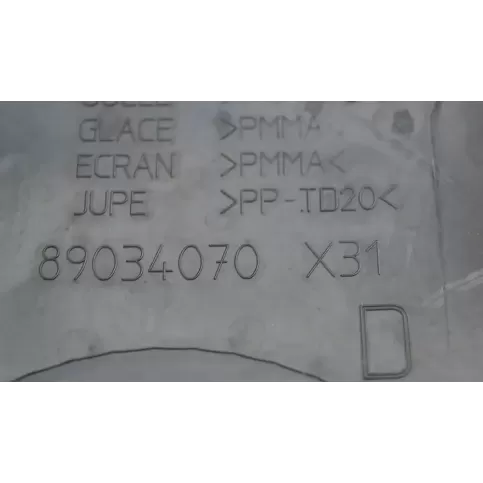 GLACE >PMMA
ECRAN >PMMA<
JUPE >PP-TD20<
89034070 X31
D